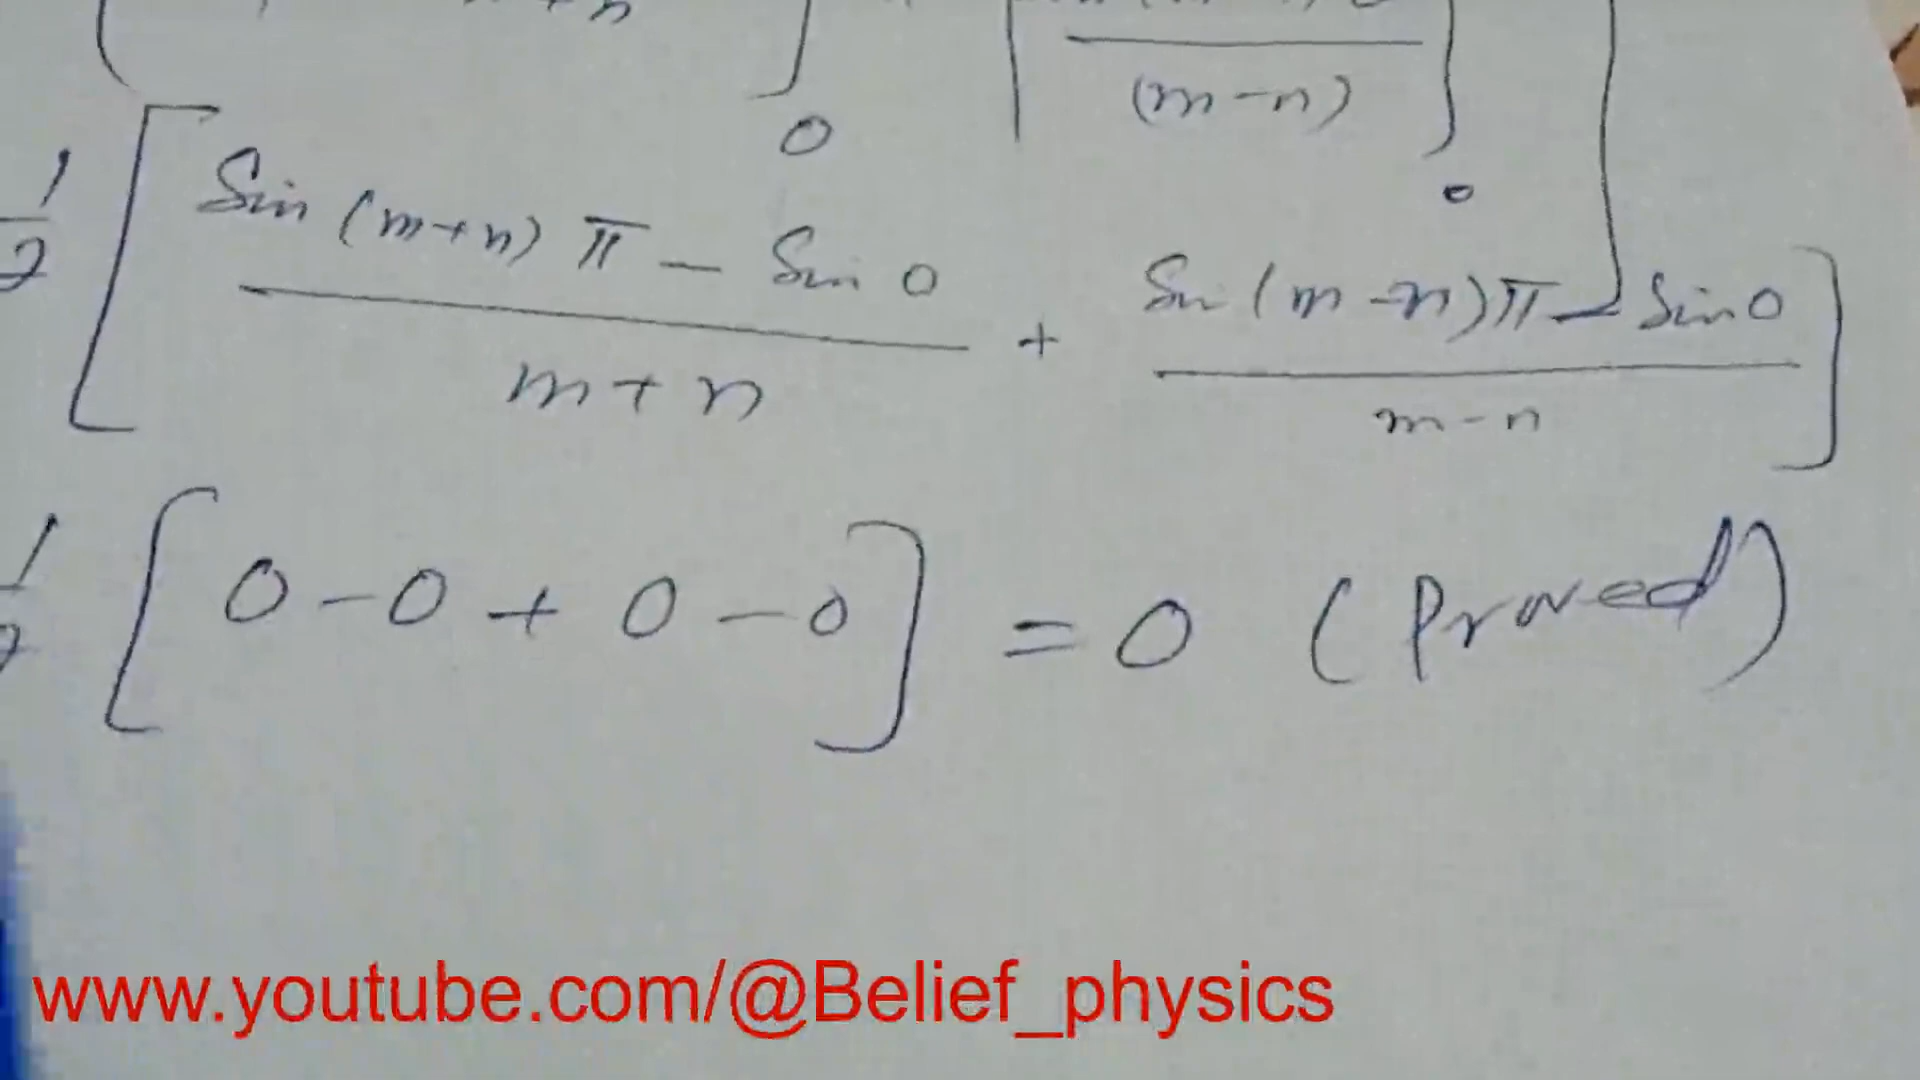 0 (m-n)
0
1/2 [ Sin (m+n) π - Sin 0 / m+n + Sin (m-n) π - Sin 0 / m-n ]
1/2 [ 0 - 0 + 0 - 0 ] = 0 (Proved)
www.youtube.com/@Belief_physics